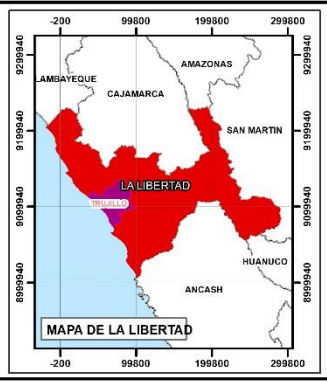 -200 99800 199800 299800
9299940 9299940
AMAZONAS
LAMBAYEQUE
CAJAMARCA
9199940 9199940
SAN MARTIN
LA LIBERTAD
TRUJILLO
9099940 9099940
HUANUCO
8999940 8999940
ANCASH
MAPA DE LA LIBERTAD
-200 99800 199800 299800